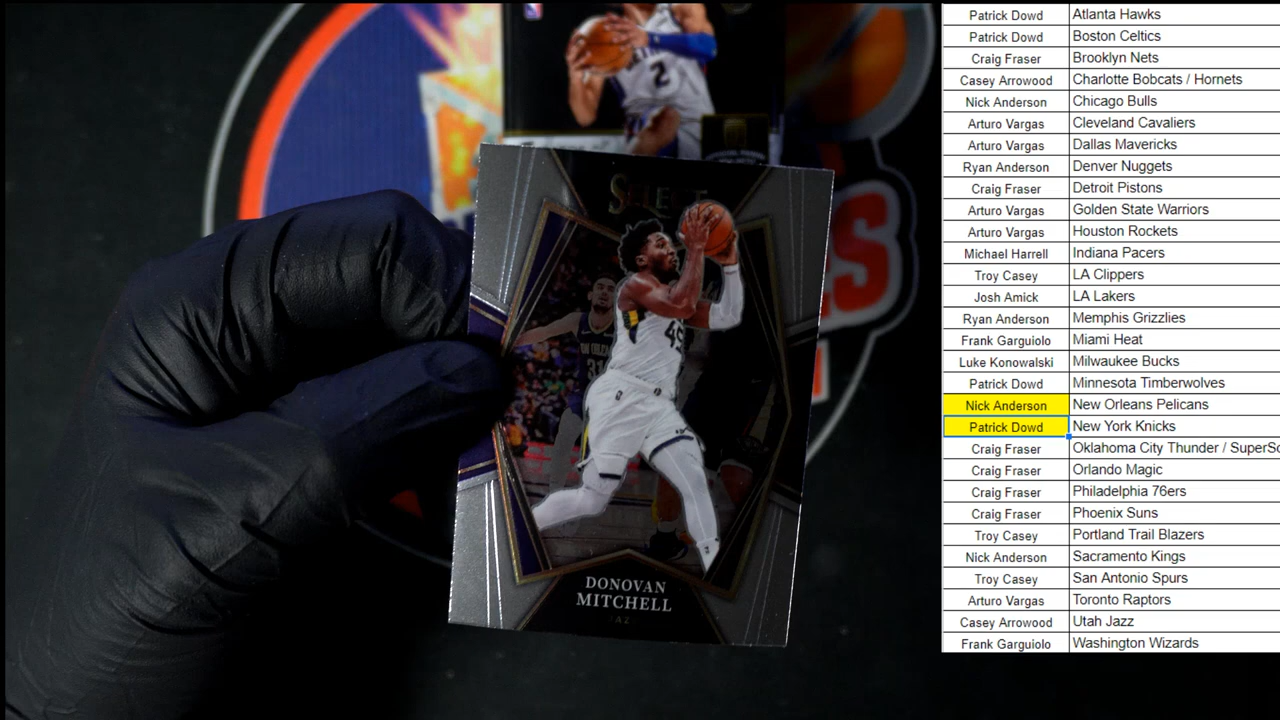 Patrick Dowd Atlanta Hawks
Patrick Dowd Boston Celtics
Craig Fraser Brooklyn Nets
Casey Arrowood Charlotte Bobcats / Hornets
Nick Anderson Chicago Bulls
Arturo Vargas Cleveland Cavaliers
Arturo Vargas Dallas Mavericks
Ryan Anderson Denver Nuggets
Craig Fraser Detroit Pistons
Arturo Vargas Golden State Warriors
Arturo Vargas Houston Rockets
Michael Harrell Indiana Pacers
Troy Casey LA Clippers
Josh Amick LA Lakers
Ryan Anderson Memphis Grizzlies
Frank Garguiolo Miami Heat
Luke Konowalski Milwaukee Bucks
Patrick Dowd Minnesota Timberwolves
Nick Anderson New Orleans Pelicans
Patrick Dowd New York Knicks
Craig Fraser Oklahoma City Thunder / SuperSo
Craig Fraser Orlando Magic
Craig Fraser Philadelphia 76ers
Craig Fraser Phoenix Suns
Troy Casey Portland Trail Blazers
Nick Anderson Sacramento Kings
Troy Casey San Antonio Spurs
Arturo Vargas Toronto Raptors
Casey Arrowood Utah Jazz
Frank Garguiolo Washington Wizards
2
SELECT
45
31
DONOVAN
MITCHELL
JAZZ